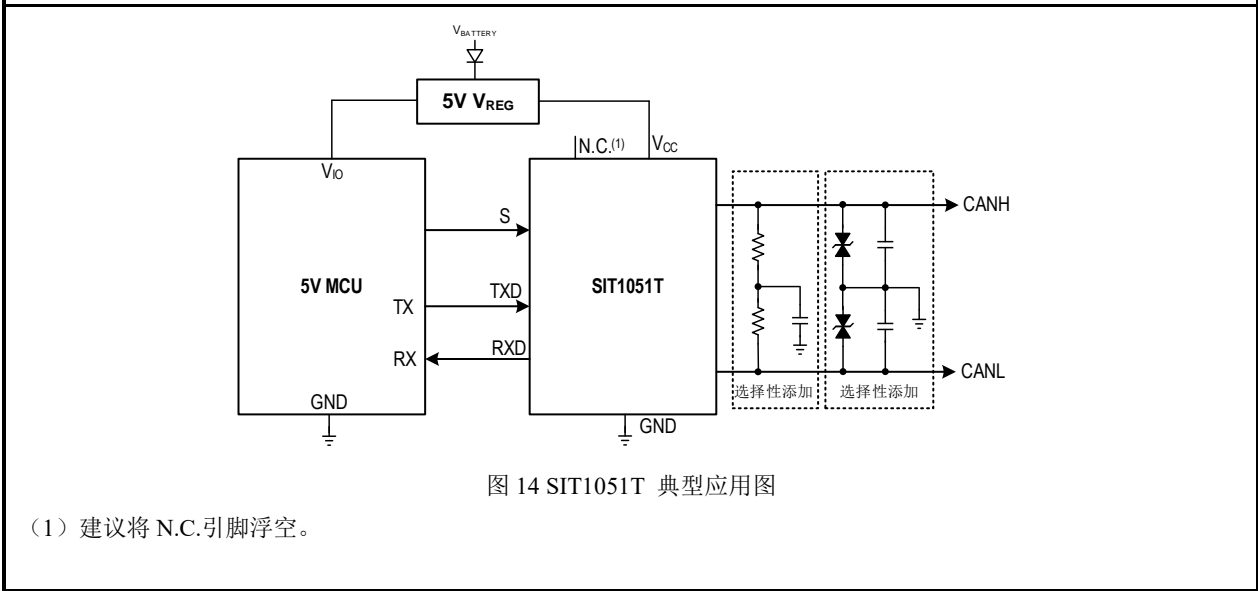 VBATTERY
5V VREG
N.C.(1)
VCC
VIO
S
CANH
5V MCU
SIT1051T
TX
TXD
RX
RXD
CANL
选择性添加
选择性添加
GND
GND
图 14 SIT1051T 典型应用图
（1）建议将 N.C.引脚浮空。